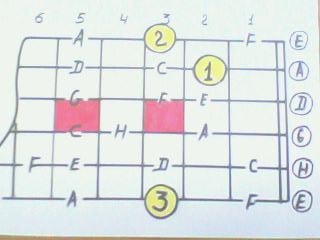 6 5 4 3 2 1
A 2 F E
D C 1 A
G F E D
A C H A G
F E D C H
A 3 F E